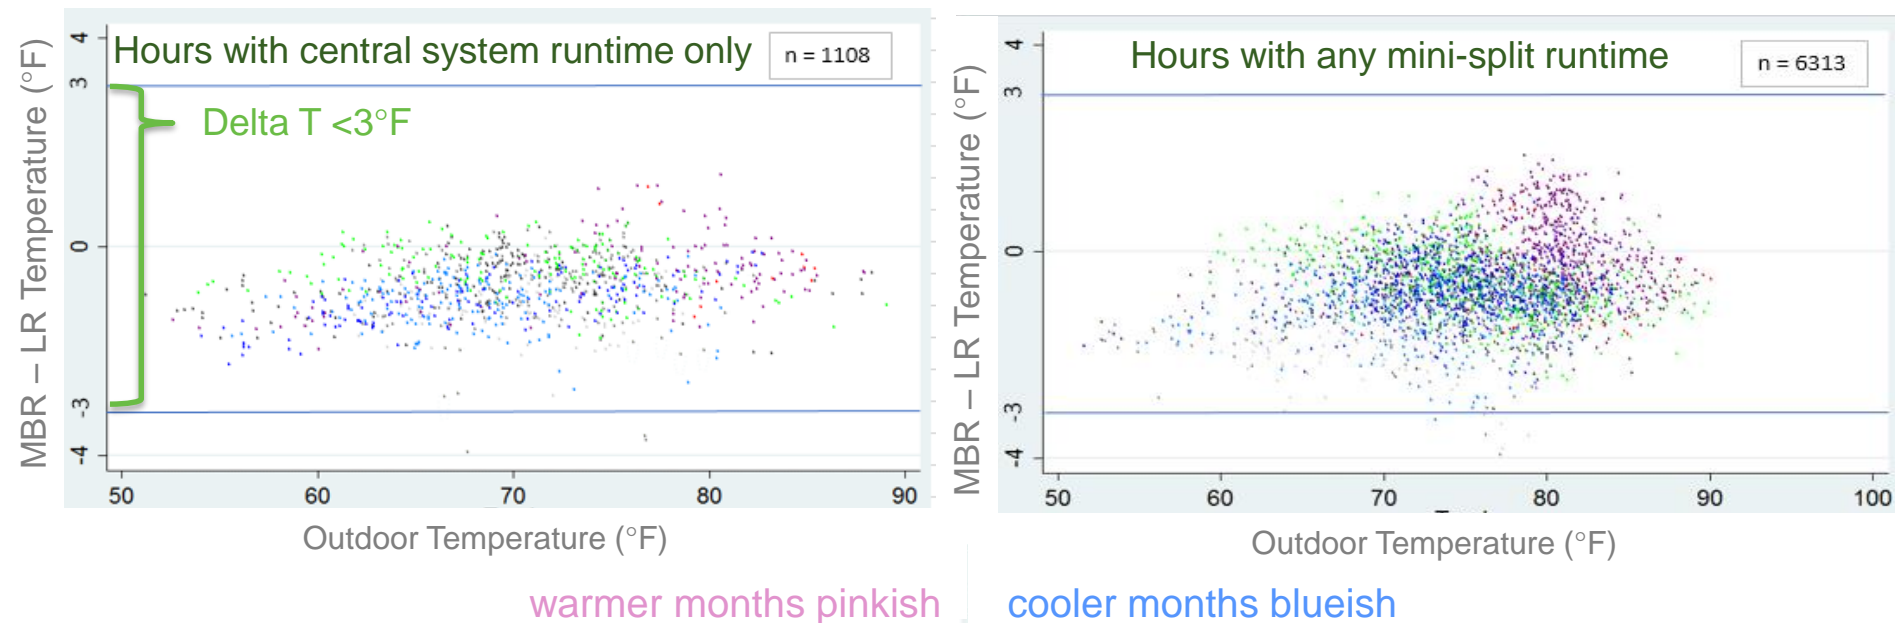 Hours with central system runtime only
n = 1108
Delta T <3°F
MBR – LR Temperature (°F)
4
3
0
-3
-4
50 60 70 80 90
Outdoor Temperature (°F)
Hours with any mini-split runtime
n = 6313
MBR – LR Temperature (°F)
4
3
0
-3
-4
50 60 70 80 90 100
Outdoor Temperature (°F)
warmer months pinkish
cooler months blueish